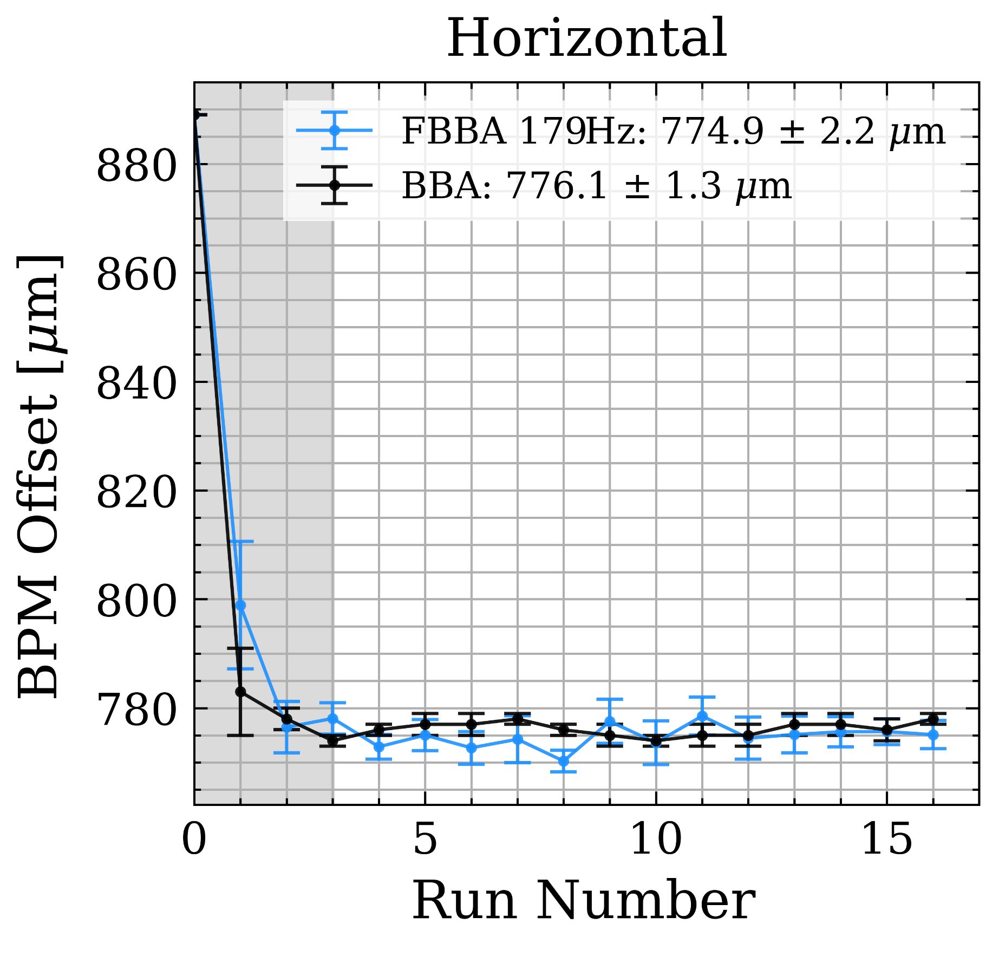 Horizontal
FBBA 179Hz: 774.9 ± 2.2 μm
BBA: 776.1 ± 1.3 μm
BPM Offset [μm]
880
860
840
820
800
780
0 5 10 15
Run Number